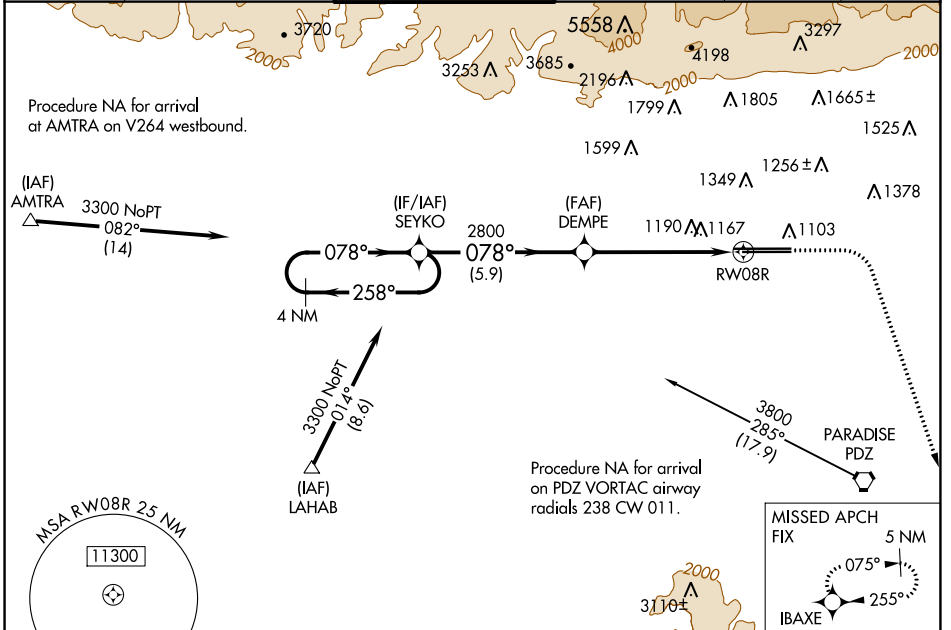 3720
2000
5558
4000
4198
3297
2000
3253
3685
2196
2000
1799
1805
1665±
1525
1599
1256±
1349
1378
1190
1167
1103
Procedure NA for arrival
at AMTRA on V264 westbound.
(IAF)
AMTRA
3300 NoPT
082°
(14)
(IF/IAF)
SEYKO
078°
258°
4 NM
2800
078°
(5.9)
(FAF)
DEMPE
RW08R
3300 NoPT
014°
(8.6)
(IAF)
LAHAB
3800
285°
(17.9)
PARADISE
PDZ
Procedure NA for arrival
on PDZ VORTAC airway
radials 238 CW 011.
MSA RW08R 25 NM
11300
2000
3110±
MISSED APCH
FIX
5 NM
075°
255°
IBAXE